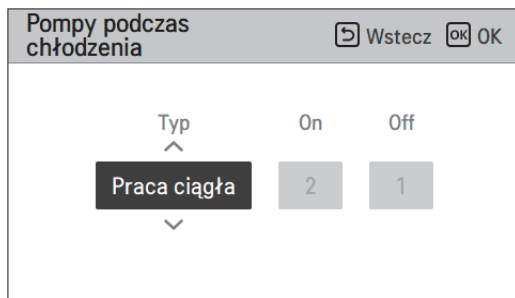 Pompy podczas
chłodzenia
Wstecz OK OK
Typ On Off
Praca ciągła 2 1